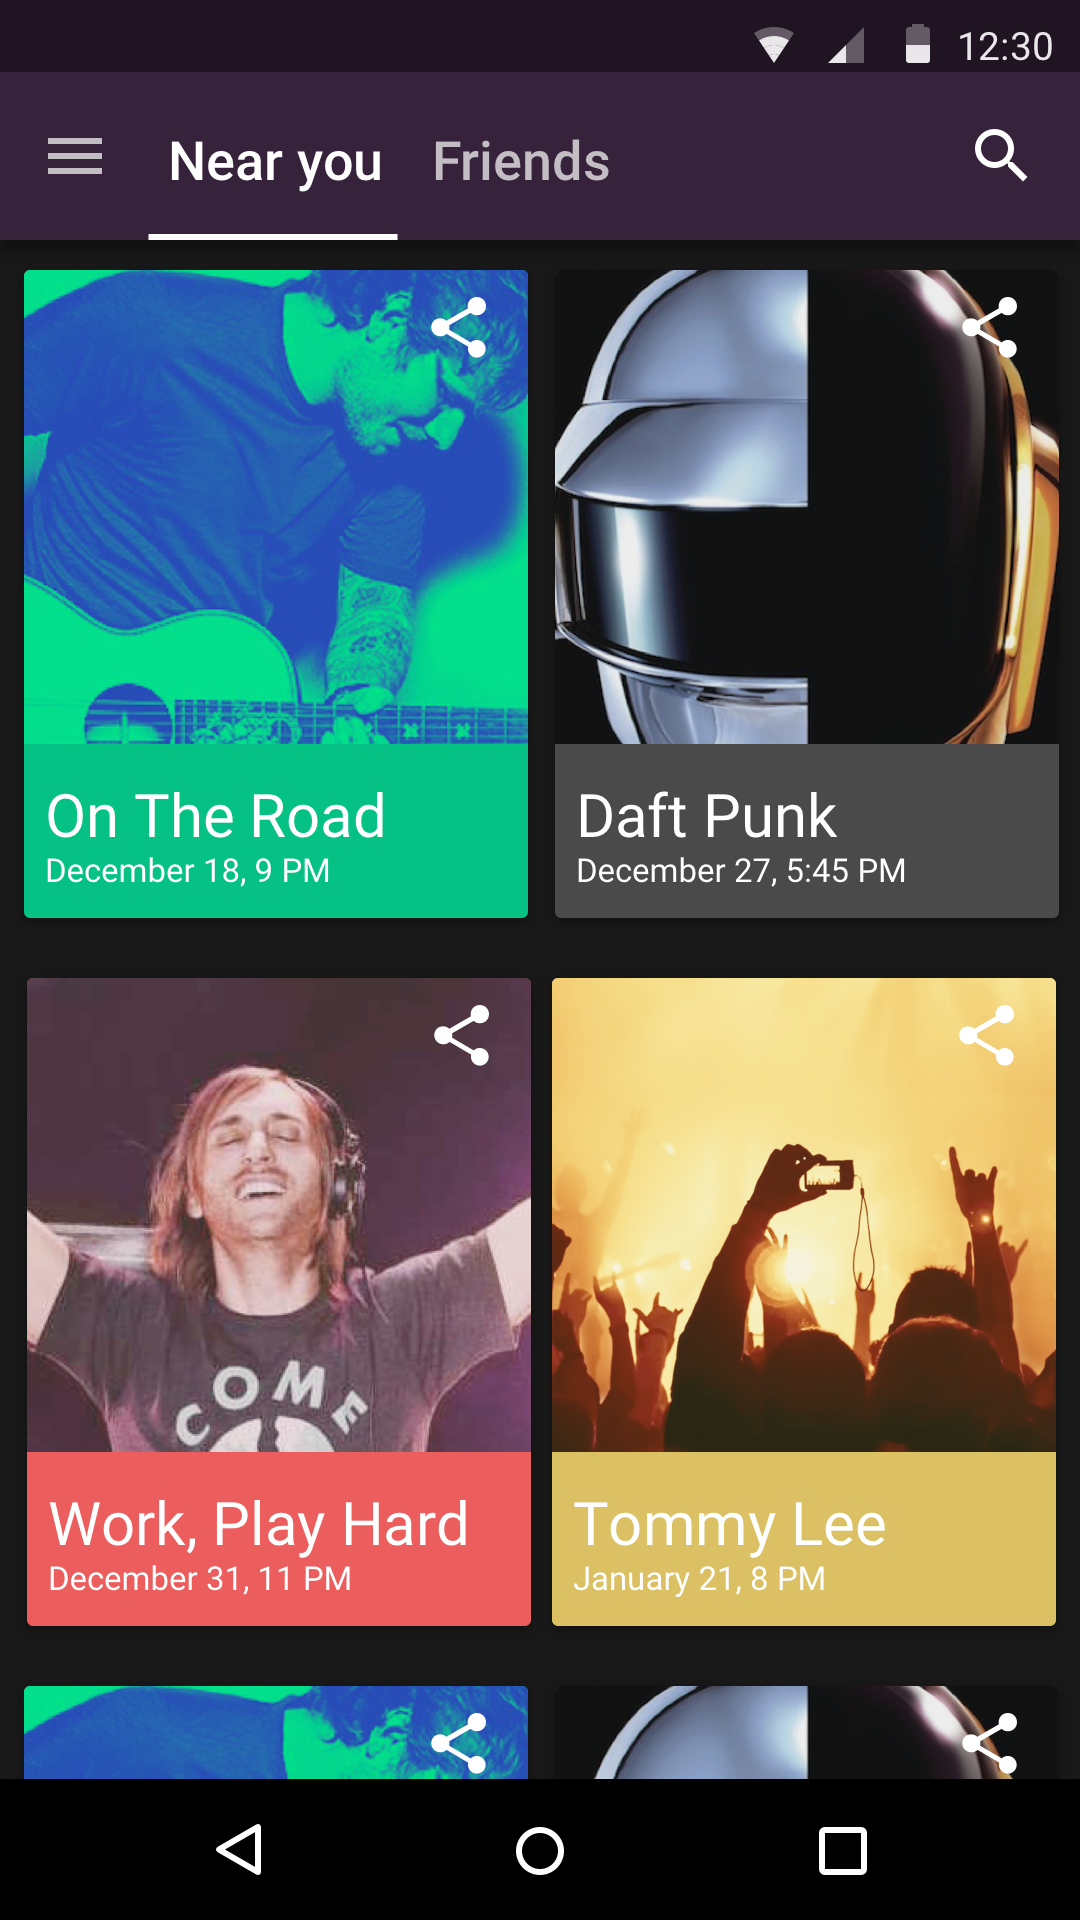 12:30
Near you
Friends
On The Road
December 18, 9 PM
Daft Punk
December 27, 5:45 PM
COME
Work, Play Hard
December 31, 11 PM
Tommy Lee
January 21, 8 PM